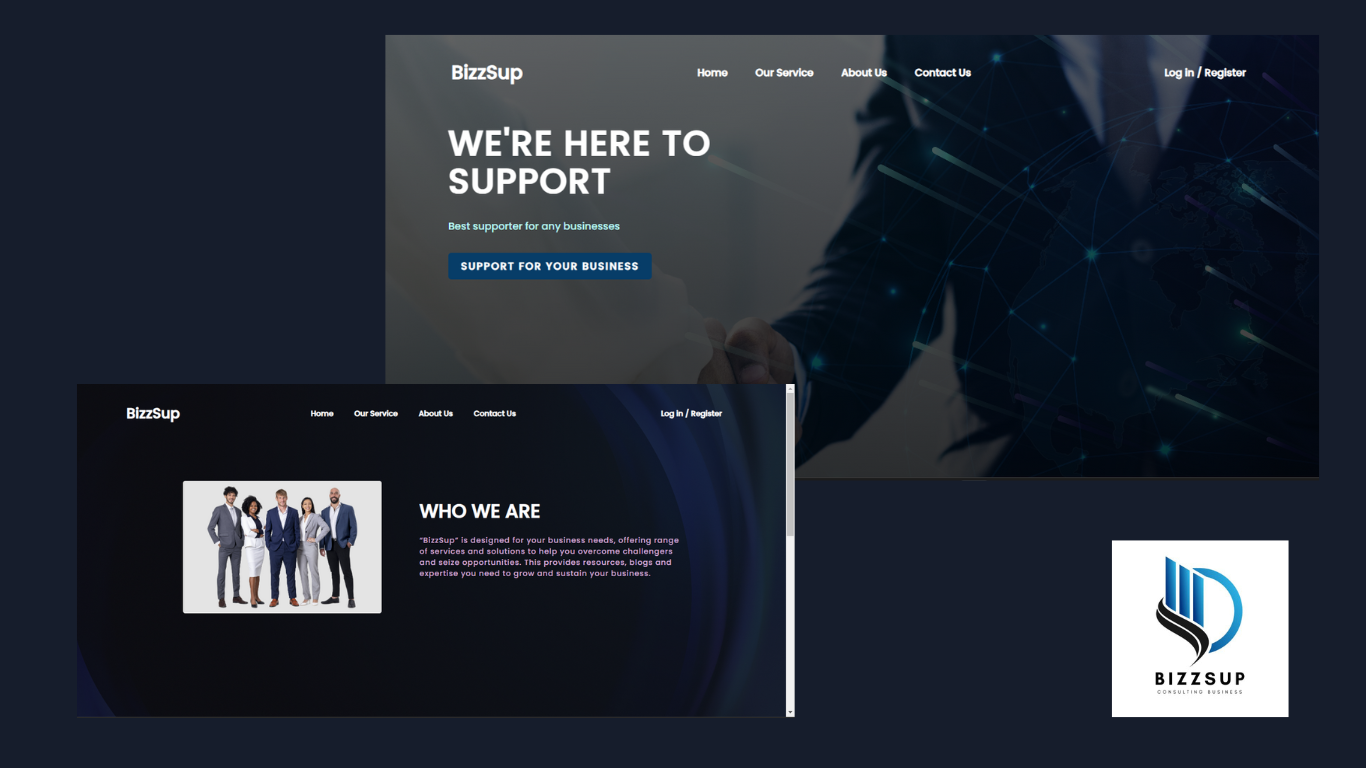 BizzSup
Home Our Service About Us Contact Us
Log in / Register
WE'RE HERE TO
SUPPORT
Best supporter for any businesses
SUPPORT FOR YOUR BUSINESS
BizzSup
Home Our Service About Us Contact Us
Log in / Register
WHO WE ARE
"BizzSup" is designed for your business needs, offering range
of services and solutions to help you overcome challengers
and seize opportunities. This provides resources, blogs and
expertise you need to grow and sustain your business.
BIZZSUP
CONSULTING BUSINESS